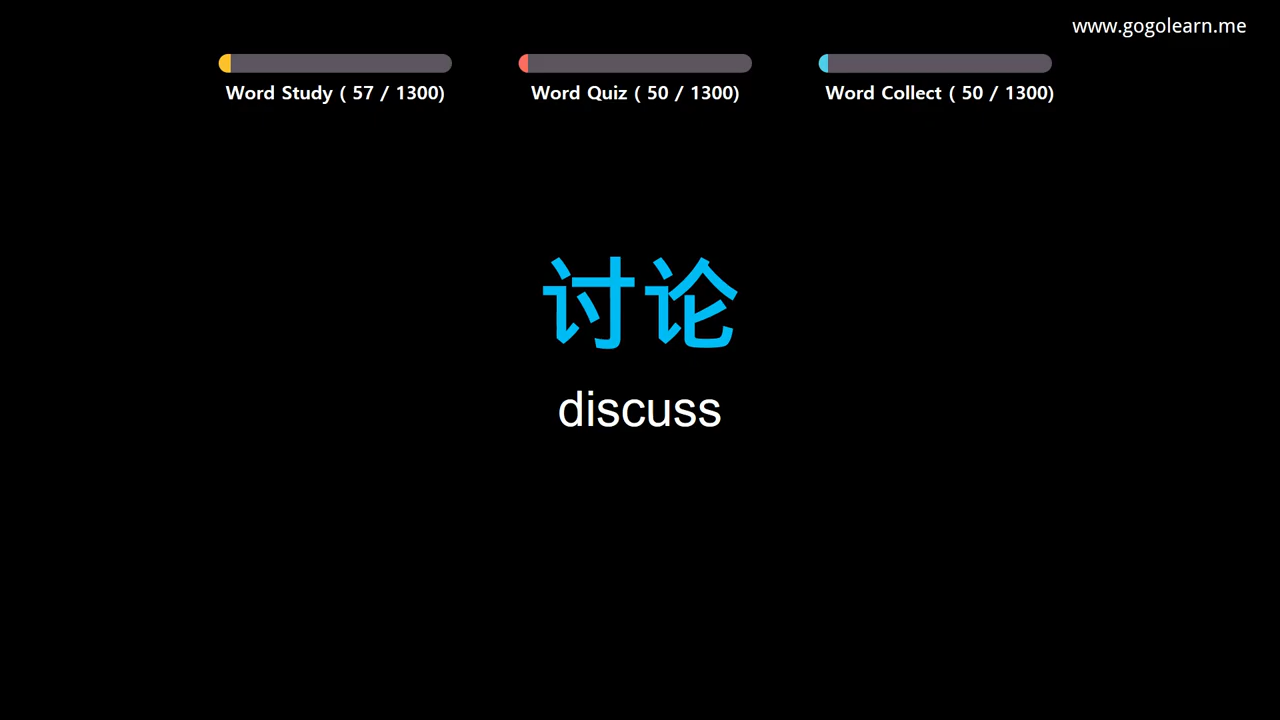 www.gogolearn.me
Word Study ( 57 / 1300)
Word Quiz ( 50 / 1300)
Word Collect ( 50 / 1300)
讨论
discuss